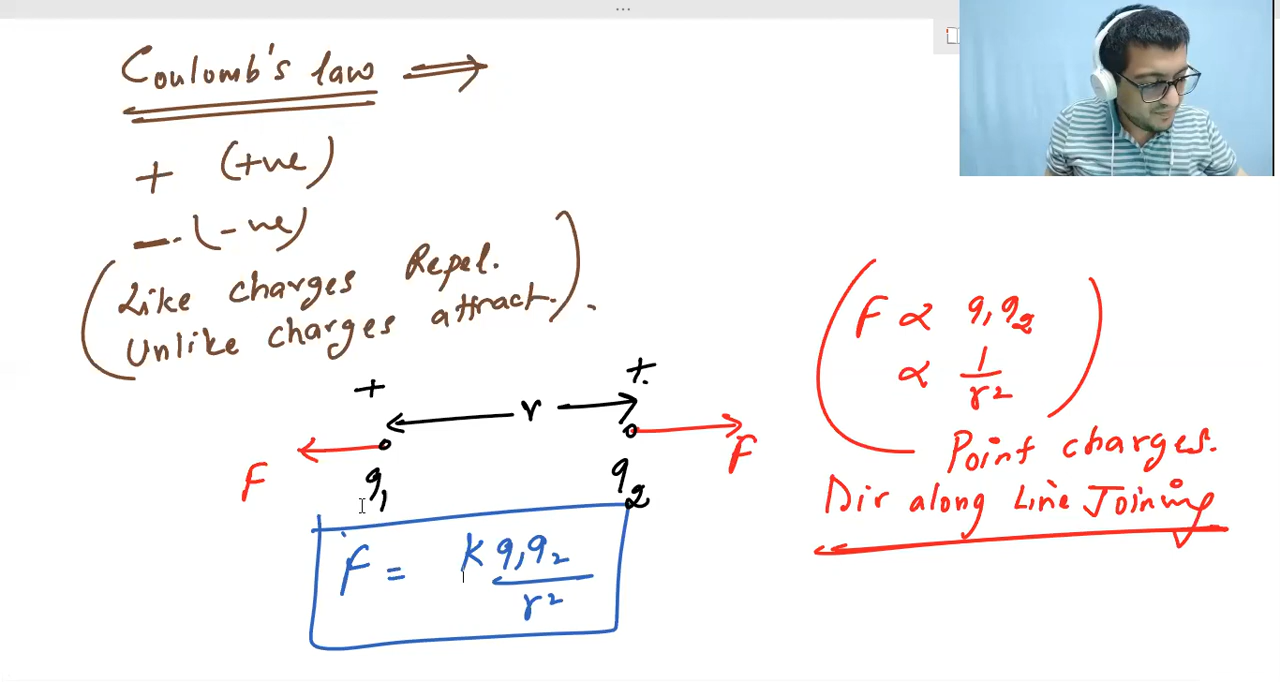 Coulomb's law ⟹
+ (+ve)
− (−ve)
(Like charges Repel.
Unlike charges attract.).
+ r +
F q₁ q₂ F
F = K q₁q₂ / r²
F ∝ q₁q₂
∝ 1 / r²
Point charges.
Dir along Line Joining